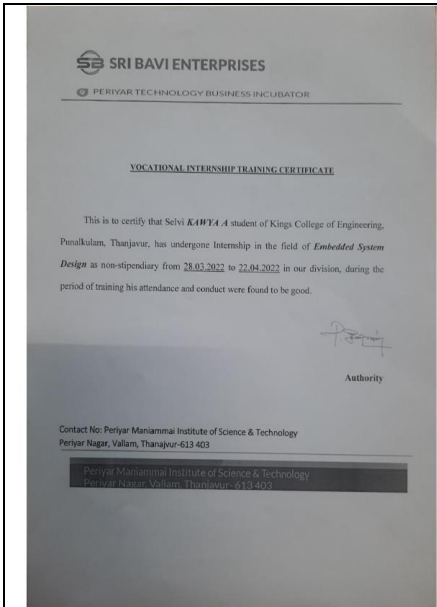 SB SRI BAVI ENTERPRISES
PERIYAR TECHNOLOGY BUSINESS INCUBATOR
VOCATIONAL INTERNSHIP TRAINING CERTIFICATE
This is to certify that Selvi KAWYA A student of Kings College of Engineering,
Punalkulam, Thanjavur, has undergone Internship in the field of Embedded System
Design as non-stipendiary from 28.03.2022 to 22.04.2022 in our division, during the
period of training his attendance and conduct were found to be good.
Authority
Contact No: Periyar Maniammai Institute of Science & Technology
Periyar Nagar, Vallam, Thanajvur-613 403
Periyar Maniammai Institute of Science & Technology
Periyar Nagar, Vallam, Thanjavur- 613 403